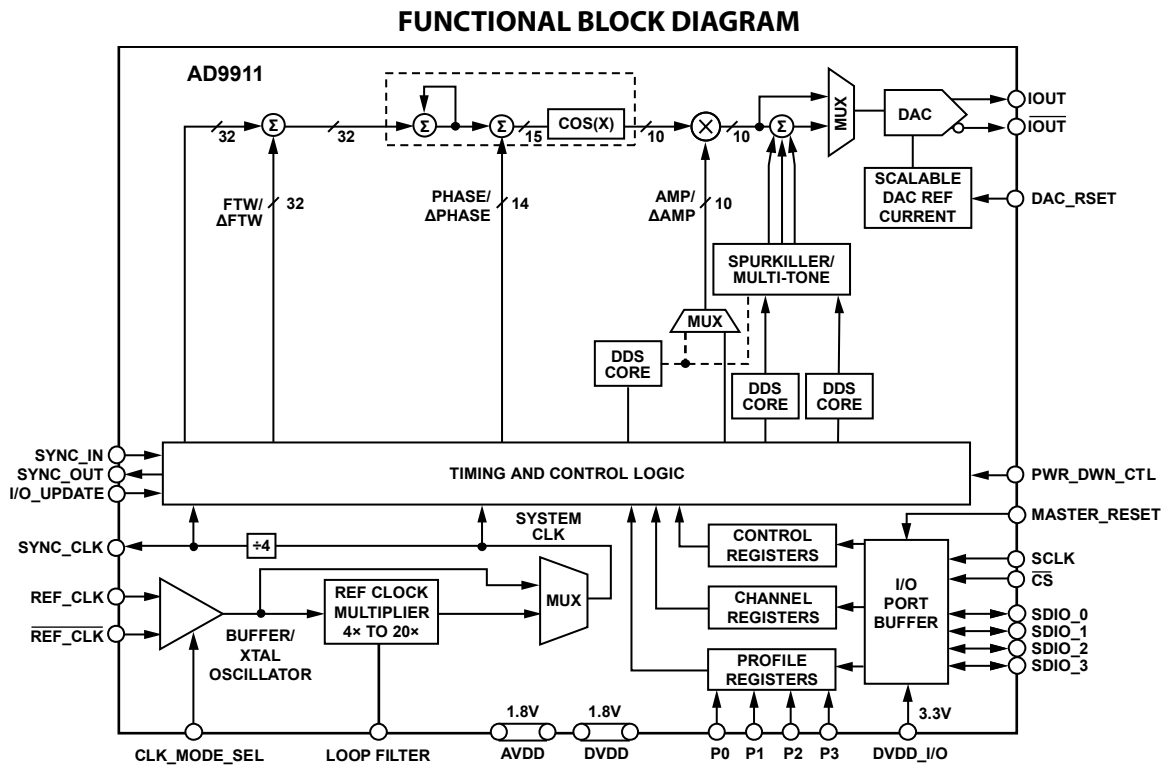 FUNCTIONAL BLOCK DIAGRAM
AD9911
Σ
Σ
Σ
COS(X)
×
Σ
MUX
DAC
IOUT
IOUT
32
32
15
10
10
FTW/
ΔFTW
32
PHASE/
ΔPHASE
14
AMP/
ΔAMP
10
SCALABLE
DAC REF
CURRENT
DAC_RSET
SPURKILLER/
MULTI-TONE
MUX
DDS
CORE
DDS
CORE
DDS
CORE
SYNC_IN
SYNC_OUT
I/O_UPDATE
TIMING AND CONTROL LOGIC
PWR_DWN_CTL
MASTER_RESET
SYNC_CLK
÷4
SYSTEM
CLK
CONTROL
REGISTERS
SCLK
CS
REF_CLK
REF_CLK
BUFFER/
XTAL
OSCILLATOR
REF CLOCK
MULTIPLIER
4× TO 20×
MUX
CHANNEL
REGISTERS
I/O
PORT
BUFFER
SDIO_0
SDIO_1
SDIO_2
SDIO_3
PROFILE
REGISTERS
1.8V
1.8V
3.3V
CLK_MODE_SEL
LOOP FILTER
AVDD
DVDD
P0
P1
P2
P3
DVDD_I/O